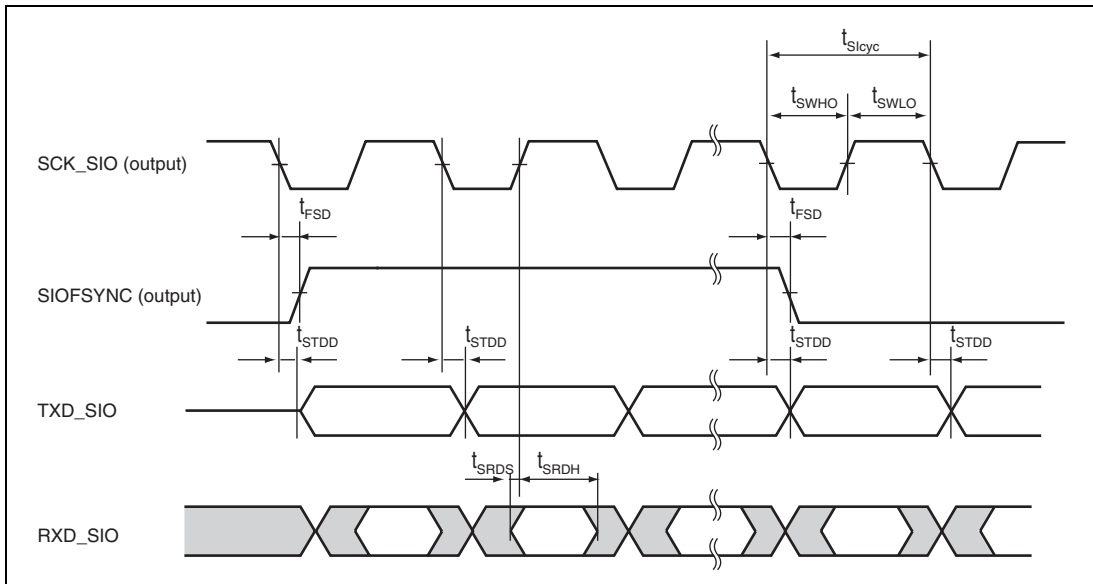 tSIcyc
tSWHO tSWLO
SCK_SIO (output)
tFSD tFSD
SIOFSYNC (output)
tSTDD tSTDD tSTDD tSTDD
TXD_SIO
tSRDS tSRDH
RXD_SIO